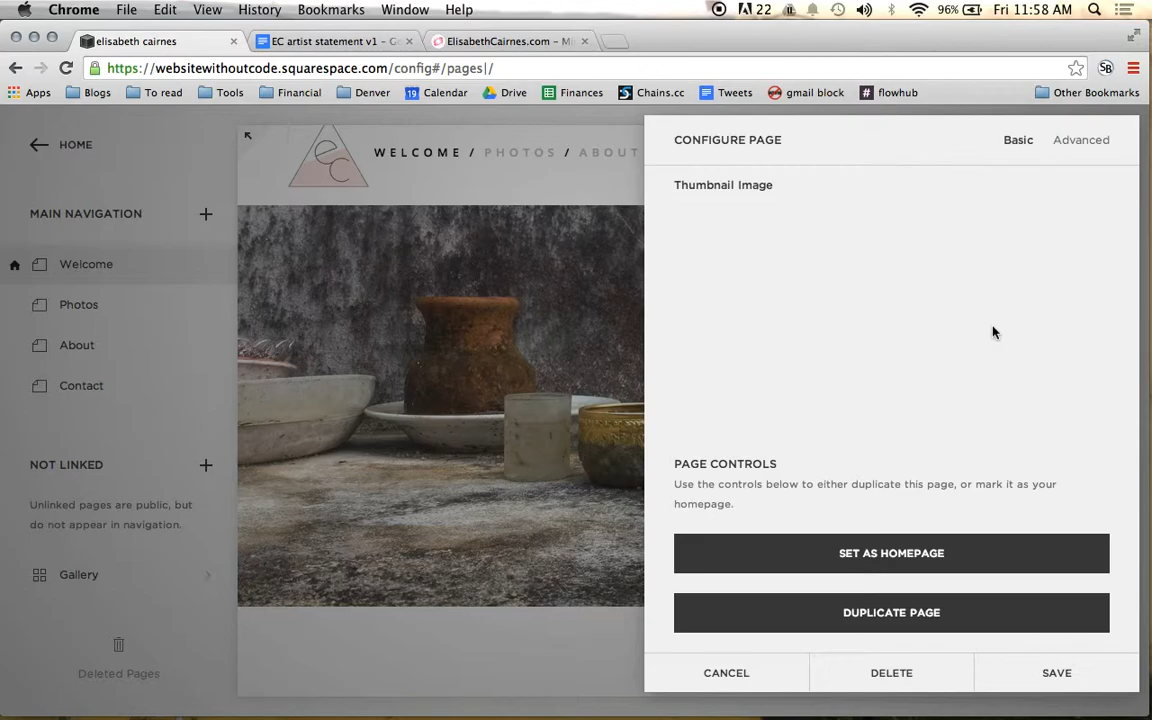 Chrome File Edit View History Bookmarks Window Help 22 96% Fri 11:58 AM
elisabeth cairnes EC artist statement v1 – Go ElisabethCairnes.com – Mi
https://websitewithoutcode.squarespace.com/config#/pages|/
Apps Blogs To read Tools Financial Denver 19 Calendar Drive Finances Chains.cc Tweets gmail block flowhub Other Bookmarks
HOME
MAIN NAVIGATION
Welcome
Photos
About
Contact
NOT LINKED
Unlinked pages are public, but
do not appear in navigation.
Gallery
Deleted Pages
eC
WELCOME / PHOTOS / ABOUT
CONFIGURE PAGE Basic Advanced
Thumbnail Image
PAGE CONTROLS
Use the controls below to either duplicate this page, or mark it as your
homepage.
SET AS HOMEPAGE
DUPLICATE PAGE
CANCEL DELETE SAVE